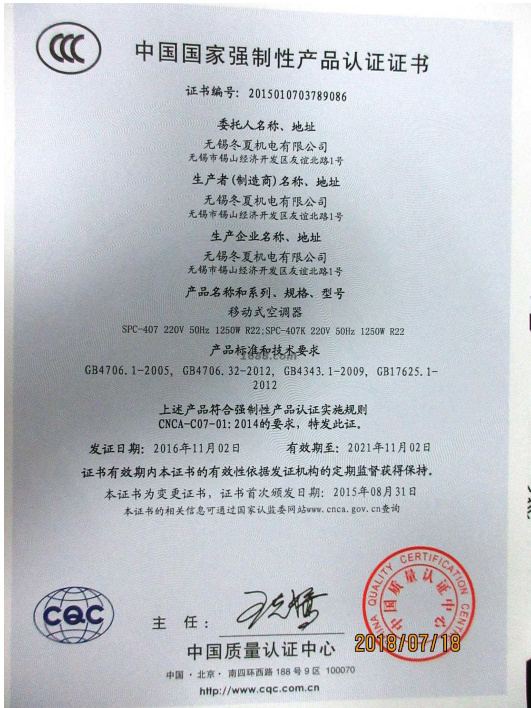 CCC
中国国家强制性产品认证证书
证书编号：2015010703789086
委托人名称、地址
无锡冬夏机电有限公司
无锡市锡山经济开发区友谊北路1号
生产者(制造商)名称、地址
无锡冬夏机电有限公司
无锡市锡山经济开发区友谊北路1号
生产企业名称、地址
无锡冬夏机电有限公司
无锡市锡山经济开发区友谊北路1号
产品名称和系列、规格、型号
移动式空调器
SPC-407 220V 50Hz 1250W R22;SPC-407K 220V 50Hz 1250W R22
产品标准和技术要求
1688.com
GB4706.1-2005, GB4706.32-2012, GB4343.1-2009, GB17625.1-
2012
上述产品符合强制性产品认证实施规则
CNCA-C07-01:2014的要求，特发此证。
发证日期：2016年11月02日 有效期至：2021年11月02日
证书有效期内本证书的有效性依据发证机构的定期监督获得保持。
本证书为变更证书，证书首次颁发日期：2015年08月31日
本证书的相关信息可通过国家认监委网站www.cnca.gov.cn查询
CQC
主 任：
中国质量认证中心
CHINA QUALITY CERTIFICATION CENTRE
中国质量认证中心
2018/07/18
中国·北京·南四环西路188号9区 100070
http://www.cqc.com.cn